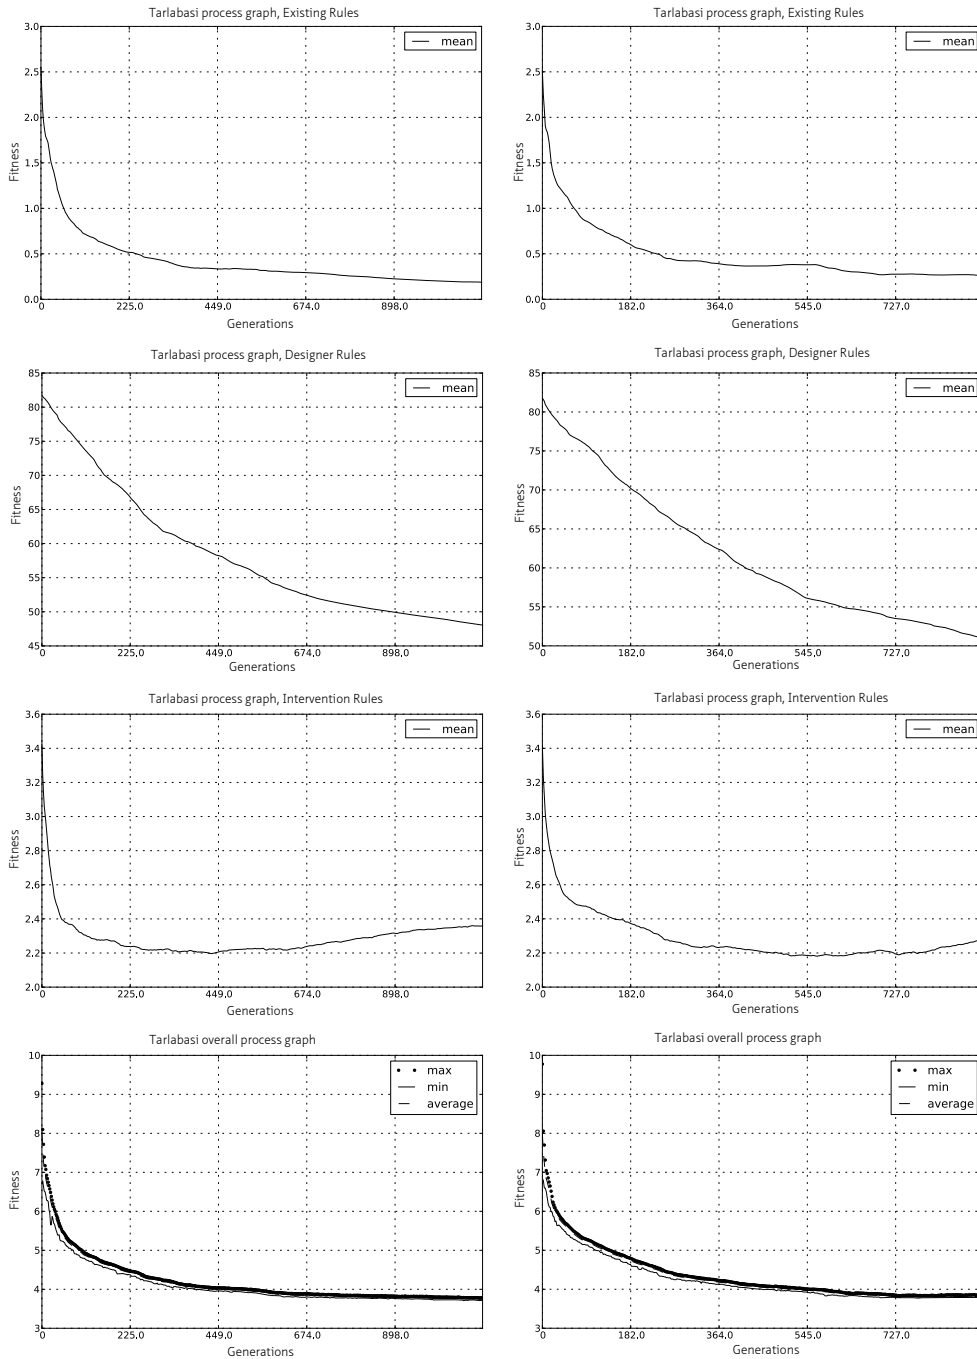 Tarlabasi process graph, Existing Rules
3.0
2.5
2.0
1.5
1.0
0.5
0.0
Fitness
mean
0 225.0 449.0 674.0 898.0
Generations
Tarlabasi process graph, Existing Rules
3.0
2.5
2.0
1.5
1.0
0.5
0.0
Fitness
mean
0 182.0 364.0 545.0 727.0
Generations
Tarlabasi process graph, Designer Rules
85
80
75
70
65
60
55
50
45
Fitness
mean
0 225.0 449.0 674.0 898.0
Generations
Tarlabasi process graph, Designer Rules
85
80
75
70
65
60
55
50
Fitness
mean
0 182.0 364.0 545.0 727.0
Generations
Tarlabasi process graph, Intervention Rules
3.6
3.4
3.2
3.0
2.8
2.6
2.4
2.2
2.0
Fitness
mean
0 225.0 449.0 674.0 898.0
Generations
Tarlabasi process graph, Intervention Rules
3.6
3.4
3.2
3.0
2.8
2.6
2.4
2.2
2.0
Fitness
mean
0 182.0 364.0 545.0 727.0
Generations
Tarlabasi overall process graph
10
9
8
7
6
5
4
3
Fitness
max
min
average
0 225.0 449.0 674.0 898.0
Generations
Tarlabasi overall process graph
10
9
8
7
6
5
4
3
Fitness
max
min
average
0 182.0 364.0 545.0 727.0
Generations